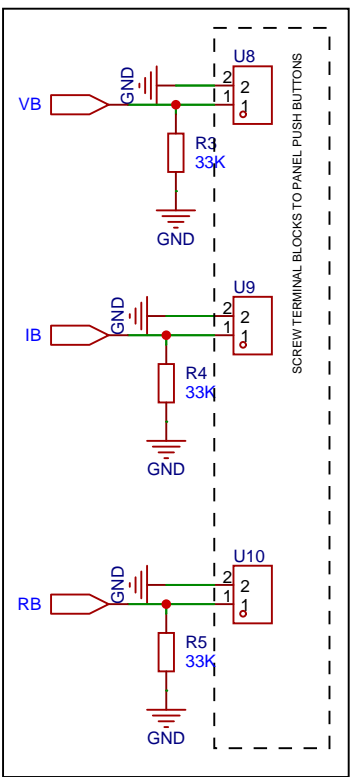 U8
GND
2
2
VB
1
1
R3
33K
GND
SCREW TERMINAL BLOCKS TO PANEL PUSH BUTTONS
U9
GND
2
2
IB
1
1
R4
33K
GND
U10
GND
2
2
RB
1
1
R5
33K
GND